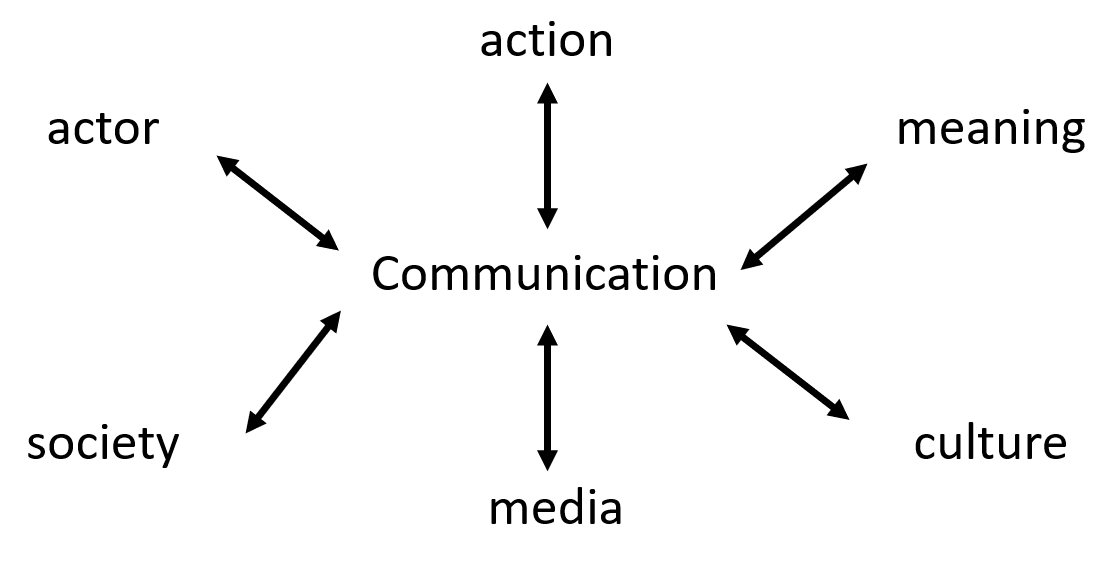 action
actor
meaning
Communication
society
culture
media